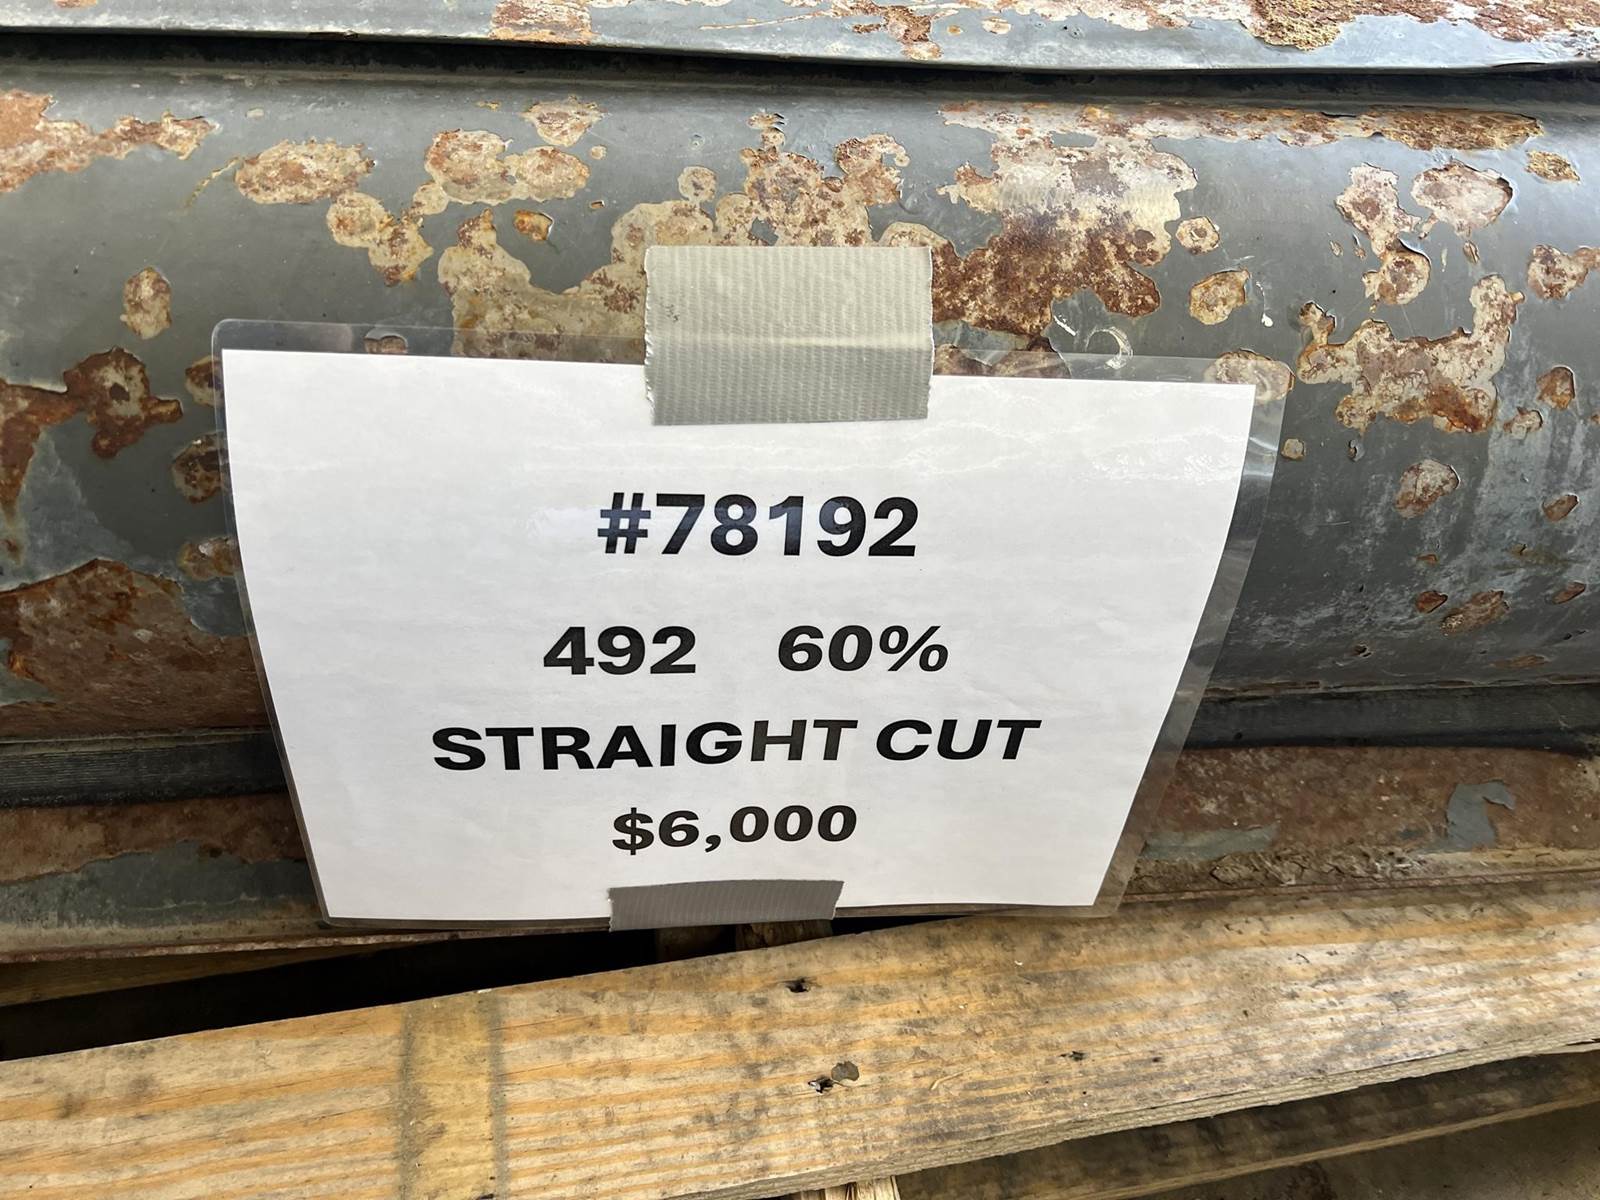 #78192
492 60%
STRAIGHT CUT
$6,000